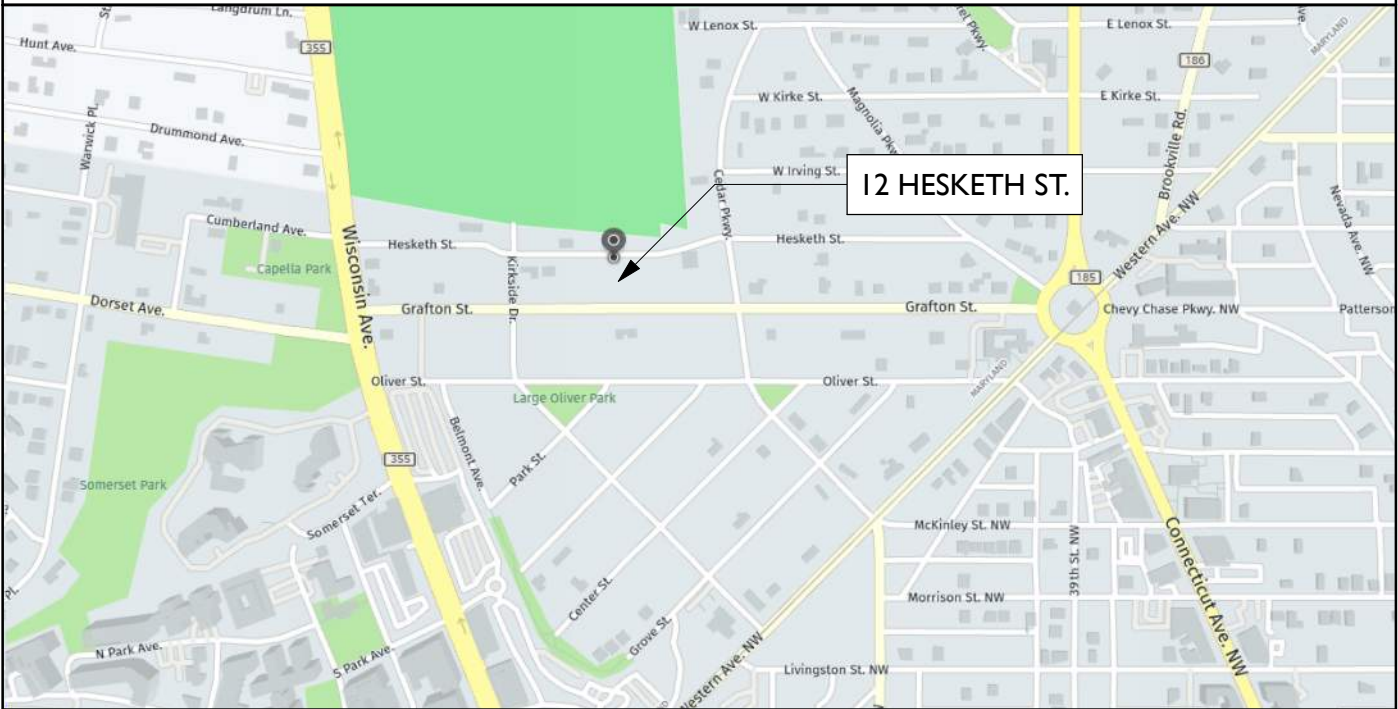 Langdrum Ln.
St.
W Lenox St.
E Lenox St.
Ave.
MARYLAND
Hunt Ave.
355
Pkwy.
186
W Kirke St.
E Kirke St.
Warwick Pl.
Drummond Ave.
Magnolia
Brookville Rd.
W Irving St.
12 HESKETH ST.
Cedar Pkwy.
Nevada Ave. NW
Cumberland Ave.
Wisconsin Ave.
Hesketh St.
Hesketh St.
Western Ave. NW
Capella Park
Kirkside Dr.
185
Dorset Ave.
Grafton St.
Grafton St.
Chevy Chase Pkwy. NW
Patterson
Oliver St.
Oliver St.
MARYLAND
Large Oliver Park
Belmont Ave.
355
Park St.
Somerset Park
Somerset Ter.
McKinley St. NW
39th St. NW
Connecticut Ave. NW
Center St.
Morrison St. NW
Pl.
Grove St.
N Park Ave.
S Park Ave.
Western Ave. NW
Livingston St. NW